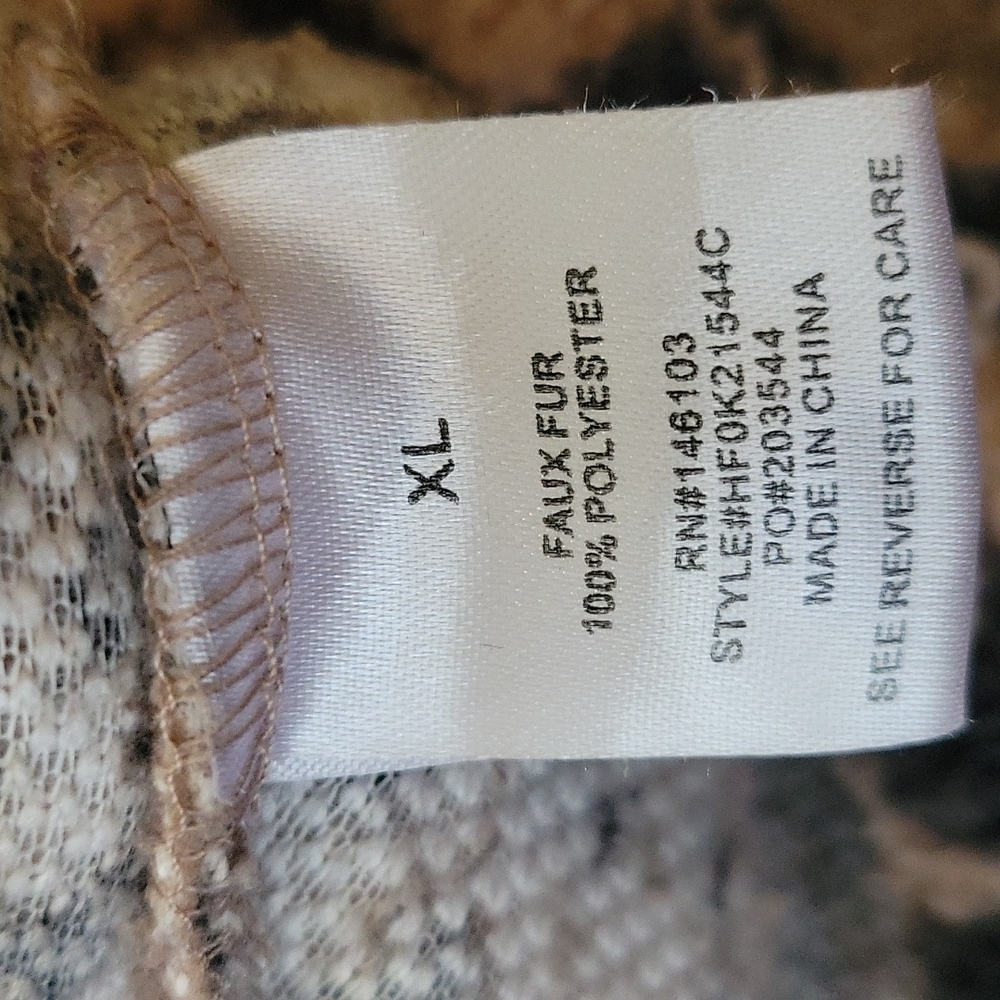 XL
FAUX FUR
100% POLYESTER
RN#146103
STYLE#HF0K21544C
PO#203544
MADE IN CHINA
SEE REVERSE FOR CARE